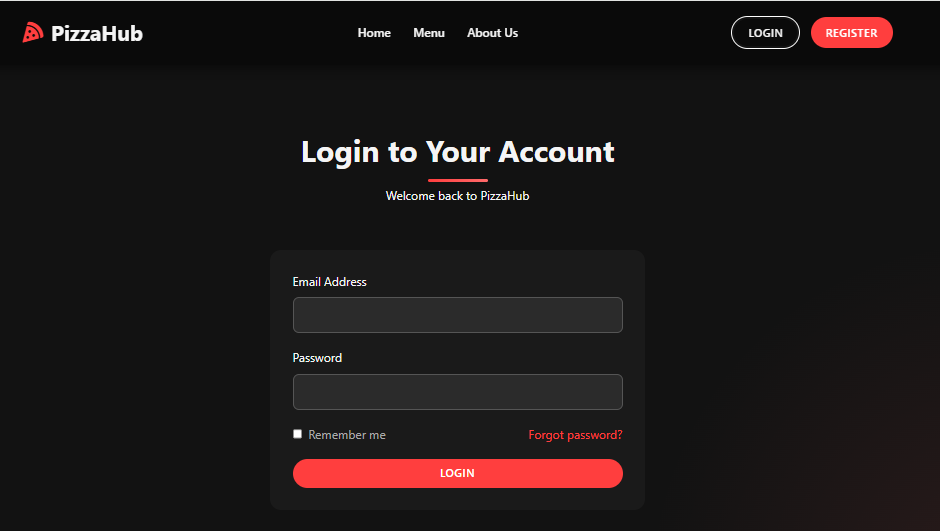 PizzaHub Home Menu About Us LOGIN REGISTER
Login to Your Account
Welcome back to PizzaHub
Email Address
Password
Remember me Forgot password?
LOGIN